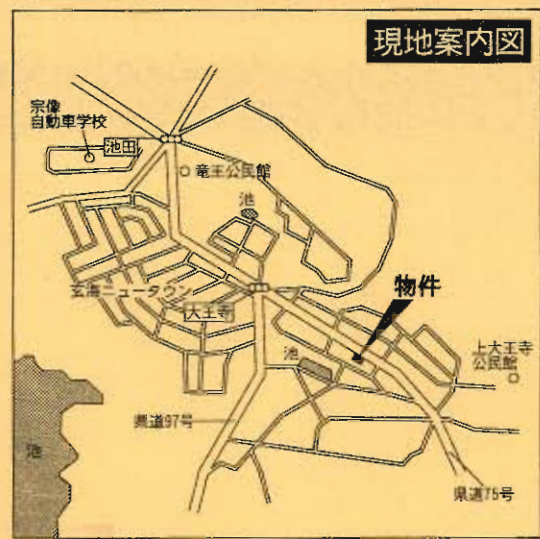 現地案内図
宗像
自動車学校
池田
竜王公民館
池
玄海ニュータウン
大王寺
物件
池
上大王寺
公民館
県道97号
池
県道75号